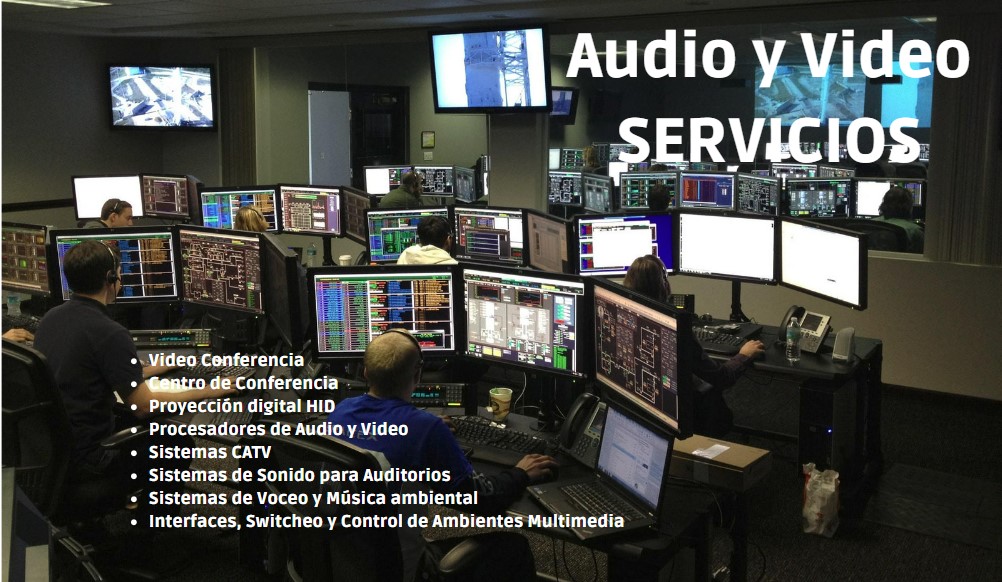 Audio y Video
SERVICIOS
• Video Conferencia
• Centro de Conferencia
• Proyección digital HID
• Procesadores de Audio y Video
• Sistemas CATV
• Sistemas de Sonido para Auditorios
• Sistemas de Voceo y Música ambiental
• Interfaces, Switcheo y Control de Ambientes Multimedia